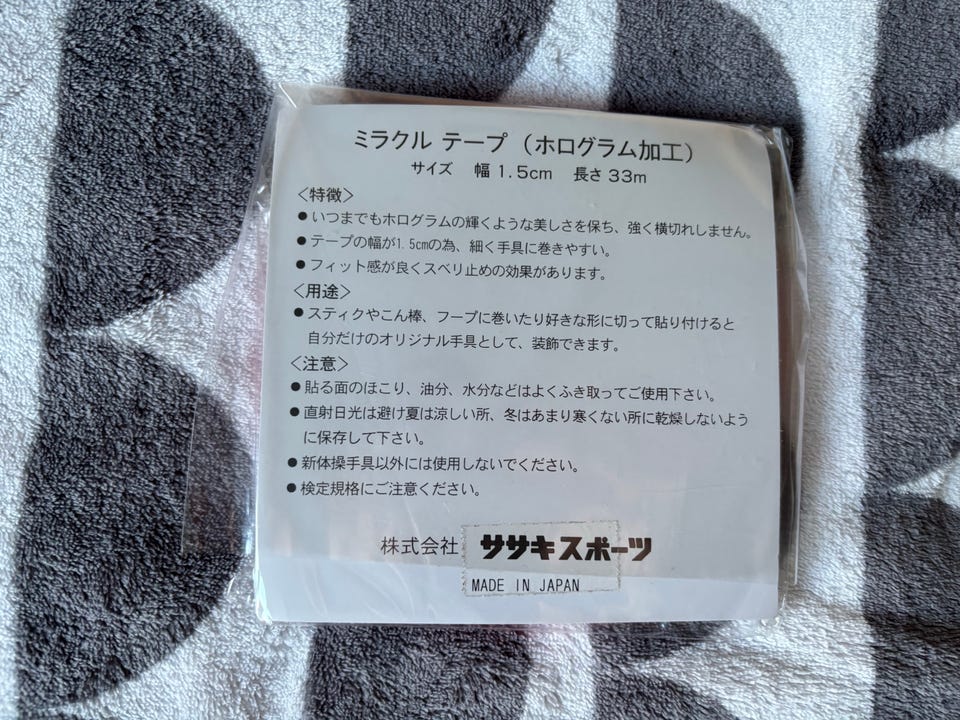 ミラクル テープ（ホログラム加工）
サイズ 幅1.5cm 長さ33m
〈特徴〉
●いつまでもホログラムの輝くような美しさを保ち、強く横切れしません。
●テープの幅が1.5cmの為、細く手具に巻きやすい。
●フィット感が良くスベリ止めの効果があります。
〈用途〉
●スティクやこん棒、フープに巻いたり好きな形に切って貼り付けると
自分だけのオリジナル手具として、装飾できます。
〈注意〉
●貼る面のほこり、油分、水分などはよくふき取ってご使用下さい。
●直射日光は避け夏は涼しい所、冬はあまり寒くない所に乾燥しないよう
に保存して下さい。
●新体操手具以外には使用しないでください。
●検定規格にご注意ください。
株式会社 ササキスポーツ
MADE IN JAPAN